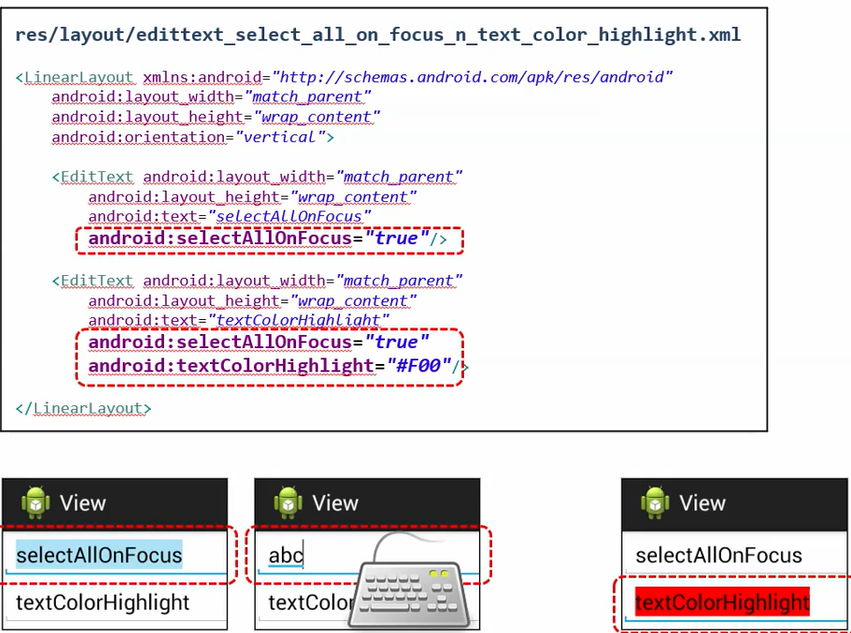 res/layout/edittext_select_all_on_focus_n_text_color_highlight.xml
<LinearLayout xmlns:android="http://schemas.android.com/apk/res/android"
android:layout_width="match_parent"
android:layout_height="wrap_content"
android:orientation="vertical">
<EditText android:layout_width="match_parent"
android:layout_height="wrap_content"
android:text="selectAllOnFocus"
android:selectAllOnFocus="true"/>
<EditText android:layout_width="match_parent"
android:layout_height="wrap_content"
android:text="textColorHighlight"
android:selectAllOnFocus="true"
android:textColorHighlight="#F00"/>
</LinearLayout>
View
selectAllOnFocus
textColorHighlight
View
abc
textColor
View
selectAllOnFocus
textColorHighlight